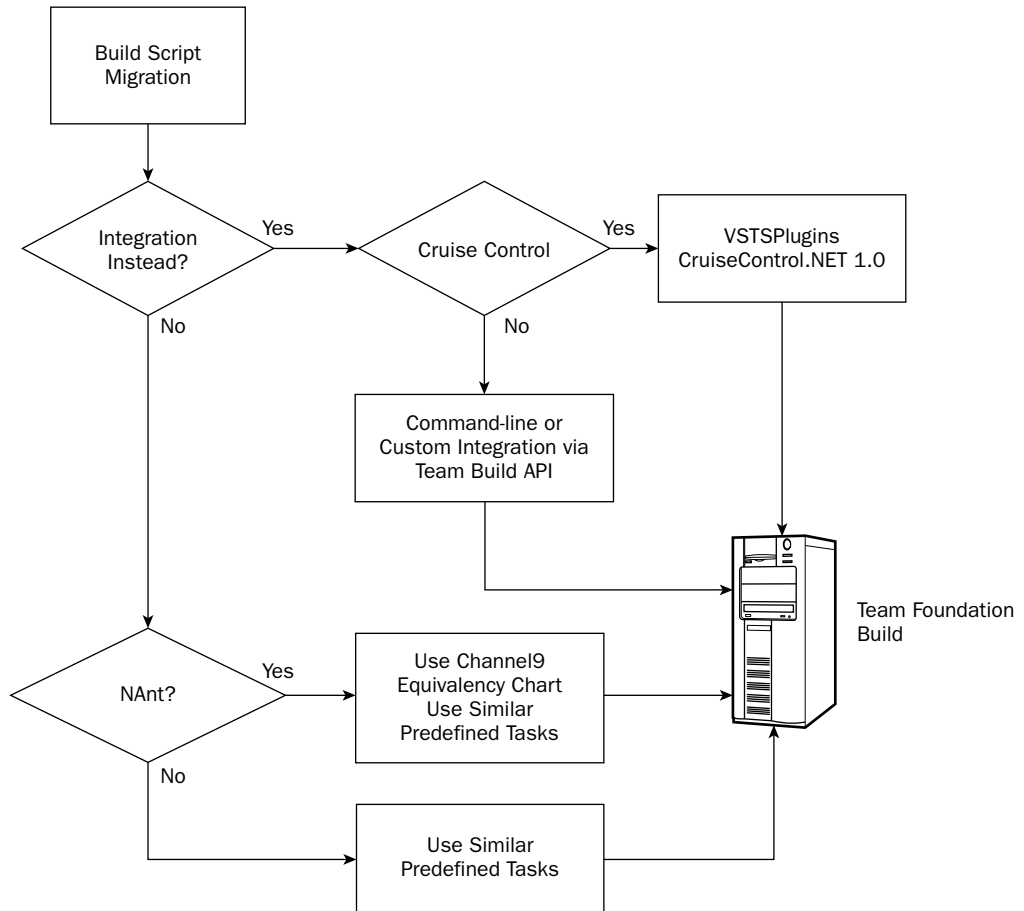 Build Script
Migration
Integration
Instead?
Yes
Cruise Control
Yes
VSTSPlugins
CruiseControl.NET 1.0
No
No
Command-line or
Custom Integration via
Team Build API
Team Foundation
Build
NAnt?
Yes
Use Channel9
Equivalency Chart
Use Similar
Predefined Tasks
No
Use Similar
Predefined Tasks